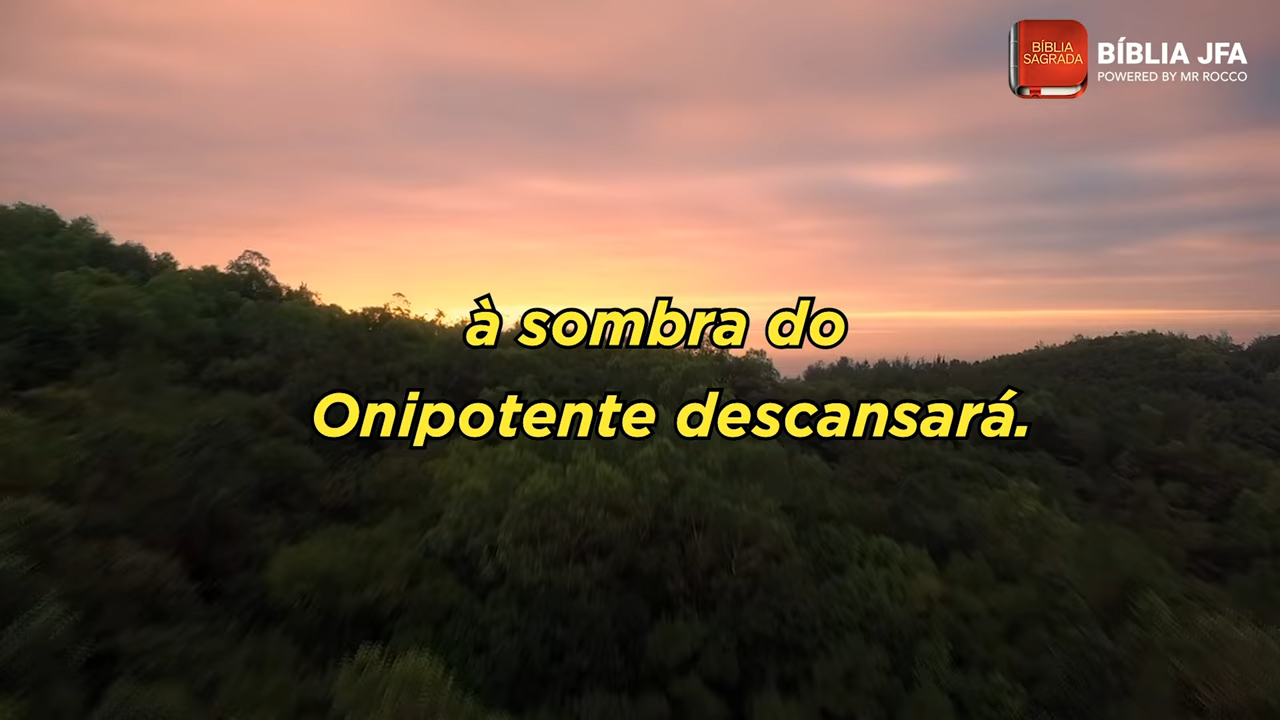 BÍBLIA
SAGRADA
BÍBLIA JFA
POWERED BY MR ROCCO
à sombra do
Onipotente descansará.